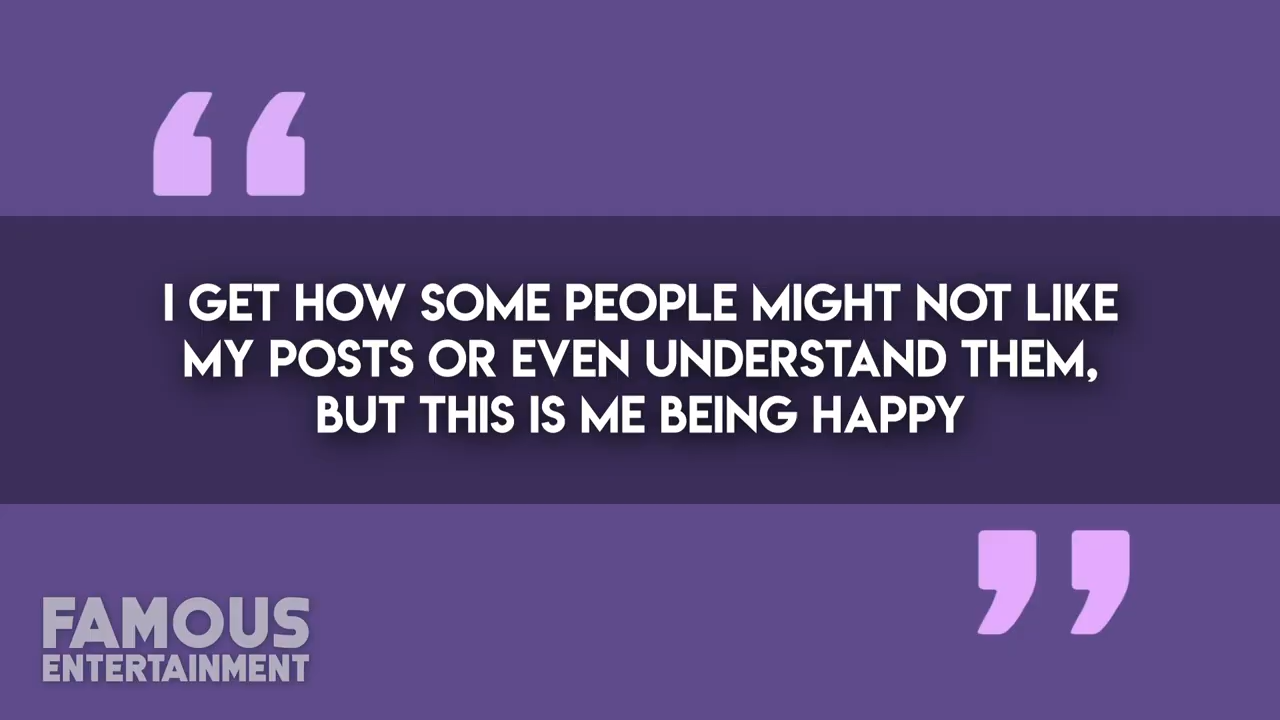 I GET HOW SOME PEOPLE MIGHT NOT LIKE
MY POSTS OR EVEN UNDERSTAND THEM,
BUT THIS IS ME BEING HAPPY
FAMOUS
ENTERTAINMENT